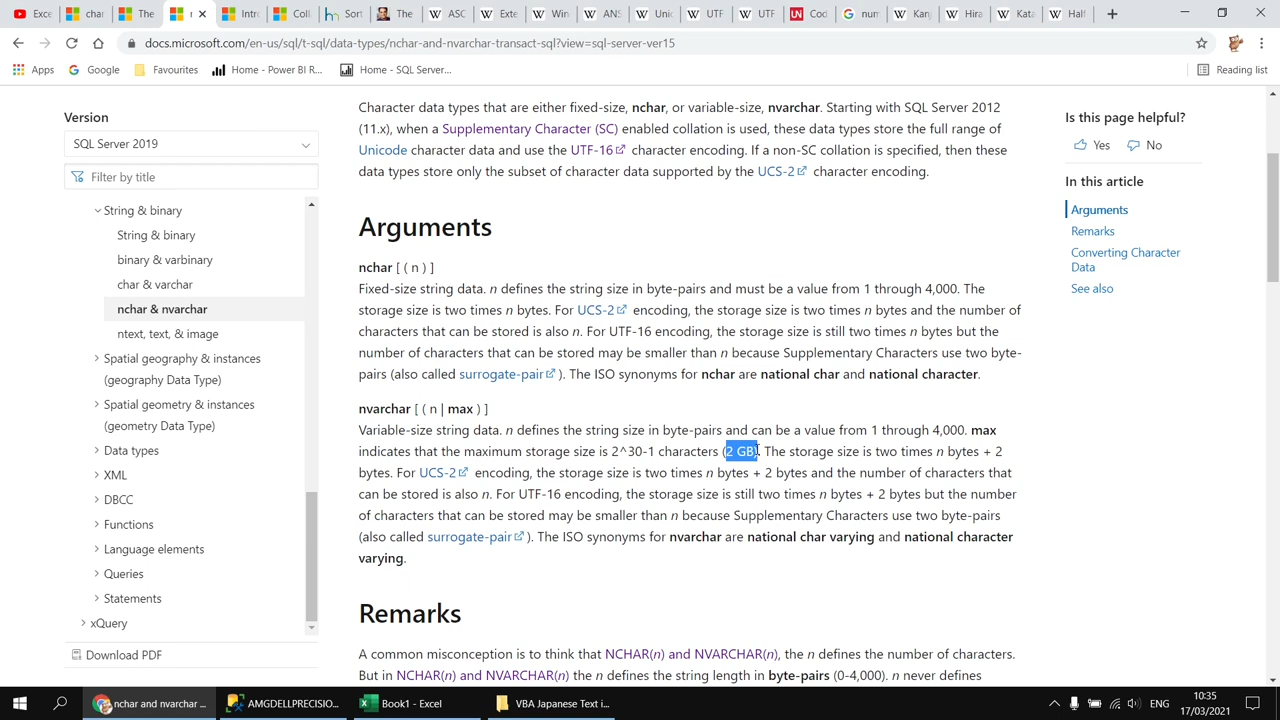 Exce
char
The
n
Intro
Coll
Sort
The
ASC
Exte
Win
ANS
Unic
UTF
Cod
num
Kan
Hira
Kata
Half
docs.microsoft.com/en-us/sql/t-sql/data-types/nchar-and-nvarchar-transact-sql?view=sql-server-ver15
Apps
Google
Favourites
Home - Power BI R...
Home - SQL Server...
Reading list
Version
SQL Server 2019
Filter by title
String & binary
String & binary
binary & varbinary
char & varchar
nchar & nvarchar
ntext, text, & image
Spatial geography & instances
(geography Data Type)
Spatial geometry & instances
(geometry Data Type)
Data types
XML
DBCC
Functions
Language elements
Queries
Statements
xQuery
Download PDF
Character data types that are either fixed-size, nchar, or variable-size, nvarchar. Starting with SQL Server 2012
(11.x), when a Supplementary Character (SC) enabled collation is used, these data types store the full range of
Unicode character data and use the UTF-16 character encoding. If a non-SC collation is specified, then these
data types store only the subset of character data supported by the UCS-2 character encoding.
Arguments
nchar [ ( n ) ]
Fixed-size string data. n defines the string size in byte-pairs and must be a value from 1 through 4,000. The
storage size is two times n bytes. For UCS-2 encoding, the storage size is two times n bytes and the number of
characters that can be stored is also n. For UTF-16 encoding, the storage size is still two times n bytes but the
number of characters that can be stored may be smaller than n because Supplementary Characters use two byte-
pairs (also called surrogate-pair ). The ISO synonyms for nchar are national char and national character.
nvarchar [ ( n | max ) ]
Variable-size string data. n defines the string size in byte-pairs and can be a value from 1 through 4,000. max
indicates that the maximum storage size is 2^30-1 characters (2 GB). The storage size is two times n bytes + 2
bytes. For UCS-2 encoding, the storage size is two times n bytes + 2 bytes and the number of characters that
can be stored is also n. For UTF-16 encoding, the storage size is still two times n bytes + 2 bytes but the number
of characters that can be stored may be smaller than n because Supplementary Characters use two byte-pairs
(also called surrogate-pair ). The ISO synonyms for nvarchar are national char varying and national character
varying.
Remarks
A common misconception is to think that NCHAR(n) and NVARCHAR(n), the n defines the number of characters.
But in NCHAR(n) and NVARCHAR(n) the n defines the string length in byte-pairs (0-4,000). n never defines
Is this page helpful?
Yes
No
In this article
Arguments
Remarks
Converting Character
Data
See also
nchar and nvarchar ...
AMGDELLPRECISION...
Book1 - Excel
VBA Japanese Text i...
ENG
10:35
17/03/2021